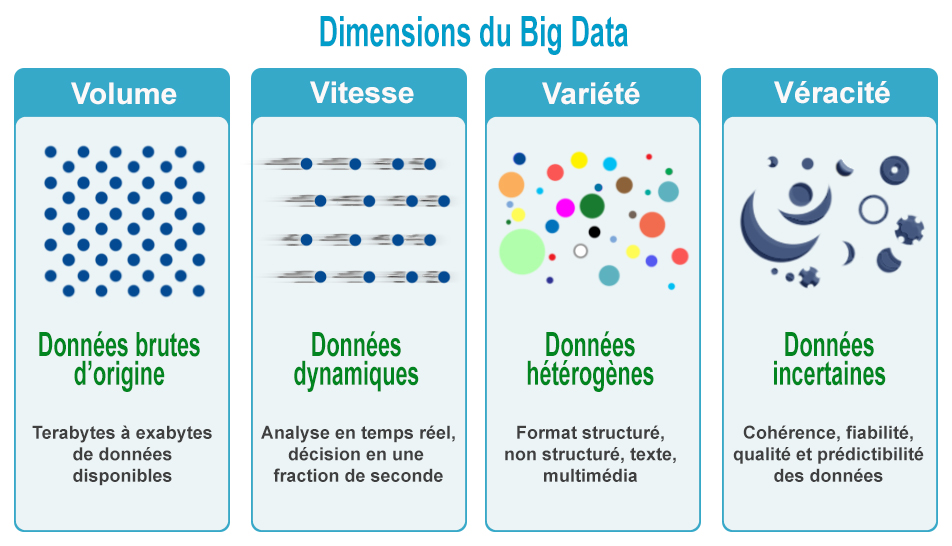 Dimensions du Big Data
Volume
Données brutes
d'origine
Terabytes à exabytes
de données
disponibles
Vitesse
Données
dynamiques
Analyse en temps réel,
décision en une
fraction de seconde
Variété
Données
hétérogènes
Format structuré,
non structuré, texte,
multimédia
Véracité
Données
incertaines
Cohérence, fiabilité,
qualité et prédictibilité
des données